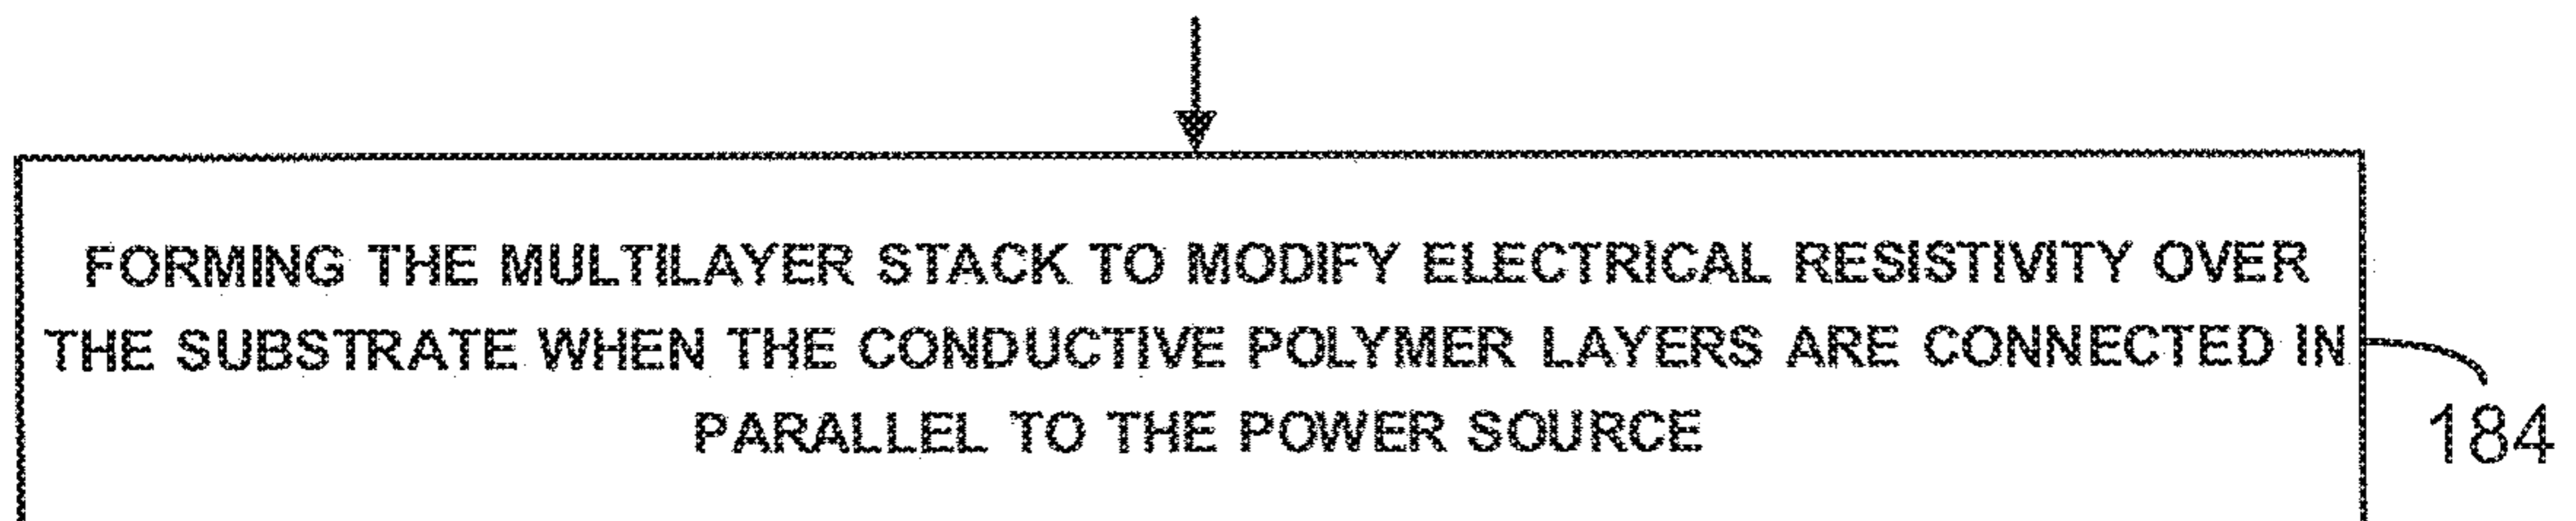 FORMING THE MULTILAYER STACK TO MODIFY ELECTRICAL RESISTIVITY OVER
THE SUBSTRATE WHEN THE CONDUCTIVE POLYMER LAYERS ARE CONNECTED IN
PARALLEL TO THE POWER SOURCE
184